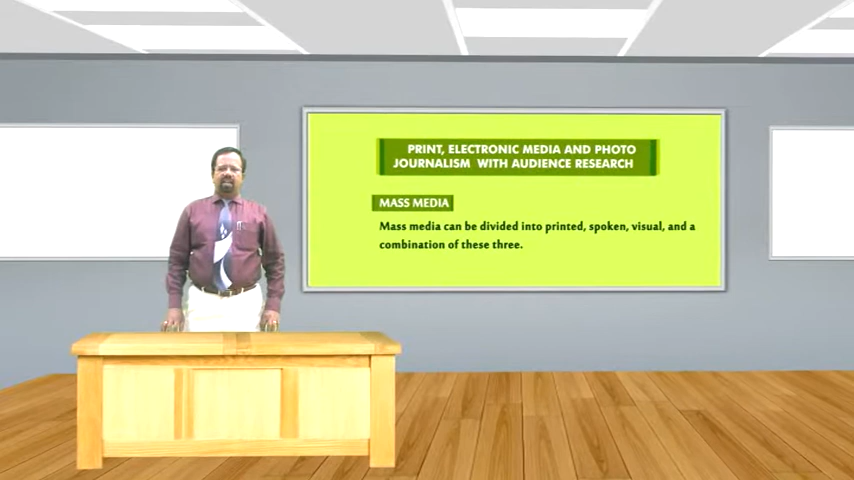 PRINT, ELECTRONIC MEDIA AND PHOTO
JOURNALISM WITH AUDIENCE RESEARCH
MASS MEDIA
Mass media can be divided into printed, spoken, visual, and a
combination of these three.